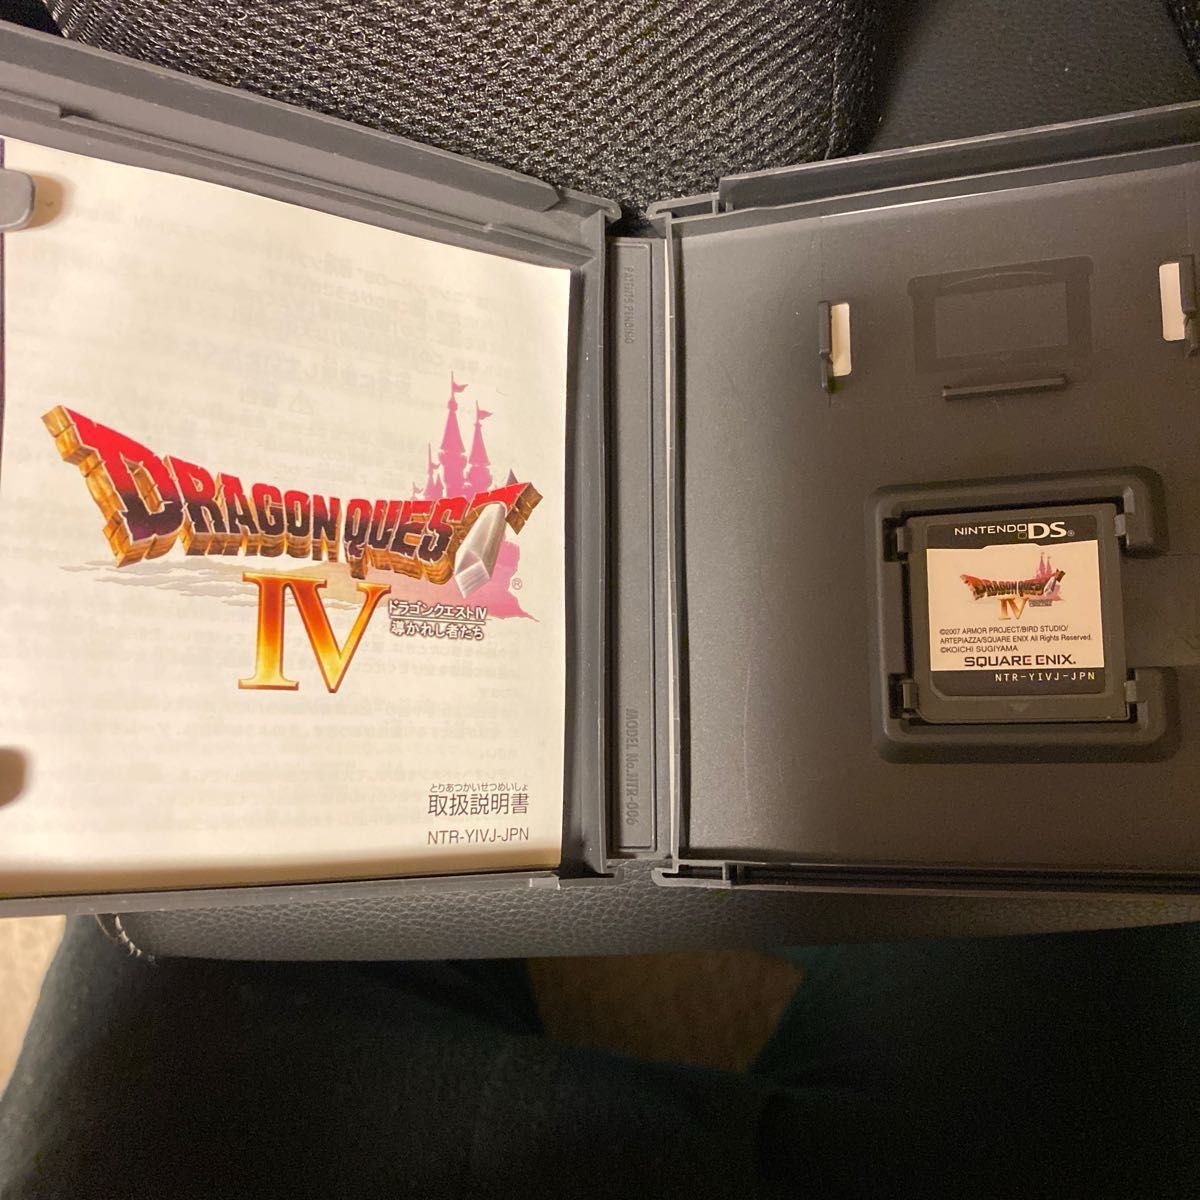 DRAGON QUEST
IV
ドラゴンクエストIV
導かれし者たち
®
とりあつかいせつめいしょ
取扱説明書
NTR-YIVJ-JPN
PATENTS PENDING
MODEL No.NTR-006
NINTENDO DS®
DRAGON QUEST
IV
©2007 ARMOR PROJECT/BIRD STUDIO/
ARTEPIAZZA/SQUARE ENIX All Rights Reserved.
©KOICHI SUGIYAMA
SQUARE ENIX.
NTR-YIVJ-JPN